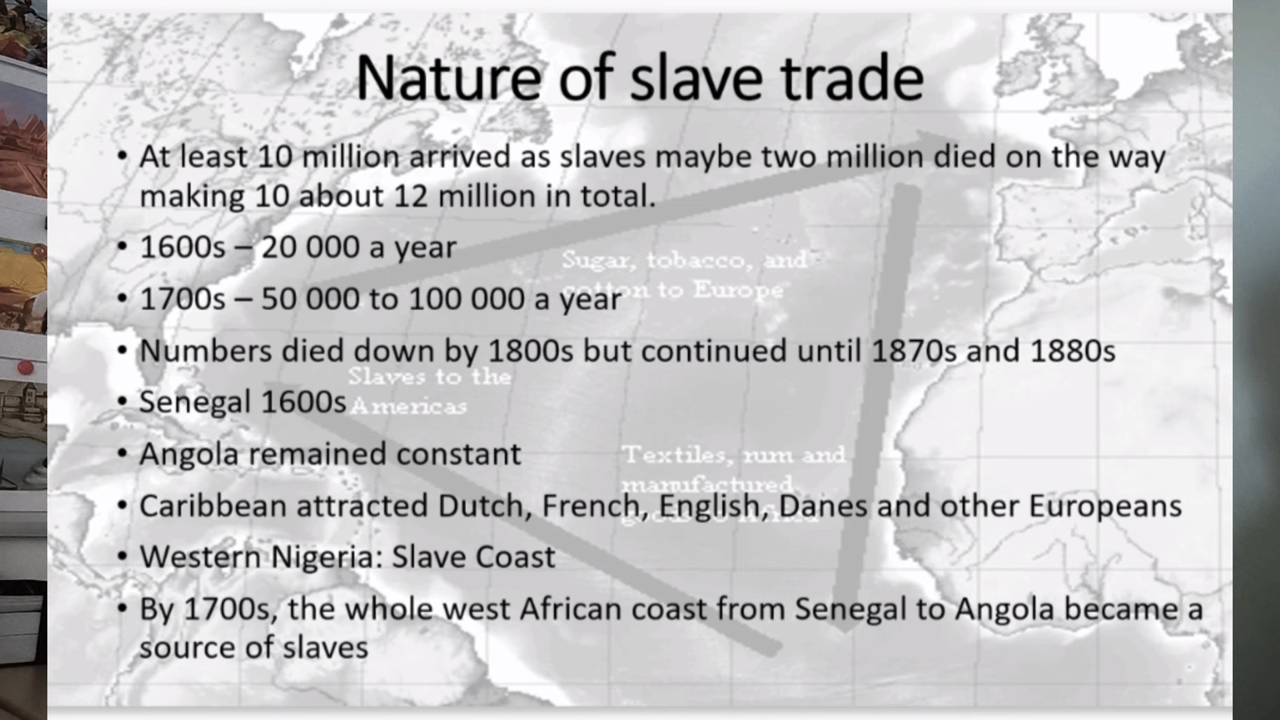 Nature of slave trade
• At least 10 million arrived as slaves maybe two million died on the way
making 10 about 12 million in total.
• 1600s – 20 000 a year
Sugar, tobacco, and
cotton to Europe
• 1700s – 50 000 to 100 000 a year
• Numbers died down by 1800s but continued until 1870s and 1880s
Slaves to the
Americas
• Senegal 1600s
• Angola remained constant
Textiles, rum and
manufactured
• Caribbean attracted Dutch, French, English, Danes and other Europeans
• Western Nigeria: Slave Coast
• By 1700s, the whole west African coast from Senegal to Angola became a
source of slaves